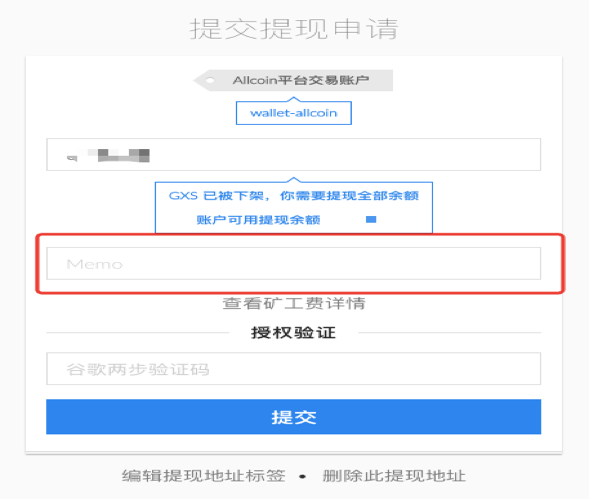 提交提现申请
Allcoin平台交易账户
wallet-allcoin
GXS 已被下架，你需要提现全部余额
账户可用提现余额
Memo
查看矿工费详情
授权验证
谷歌两步验证码
提交
编辑提现地址标签 • 删除此提现地址